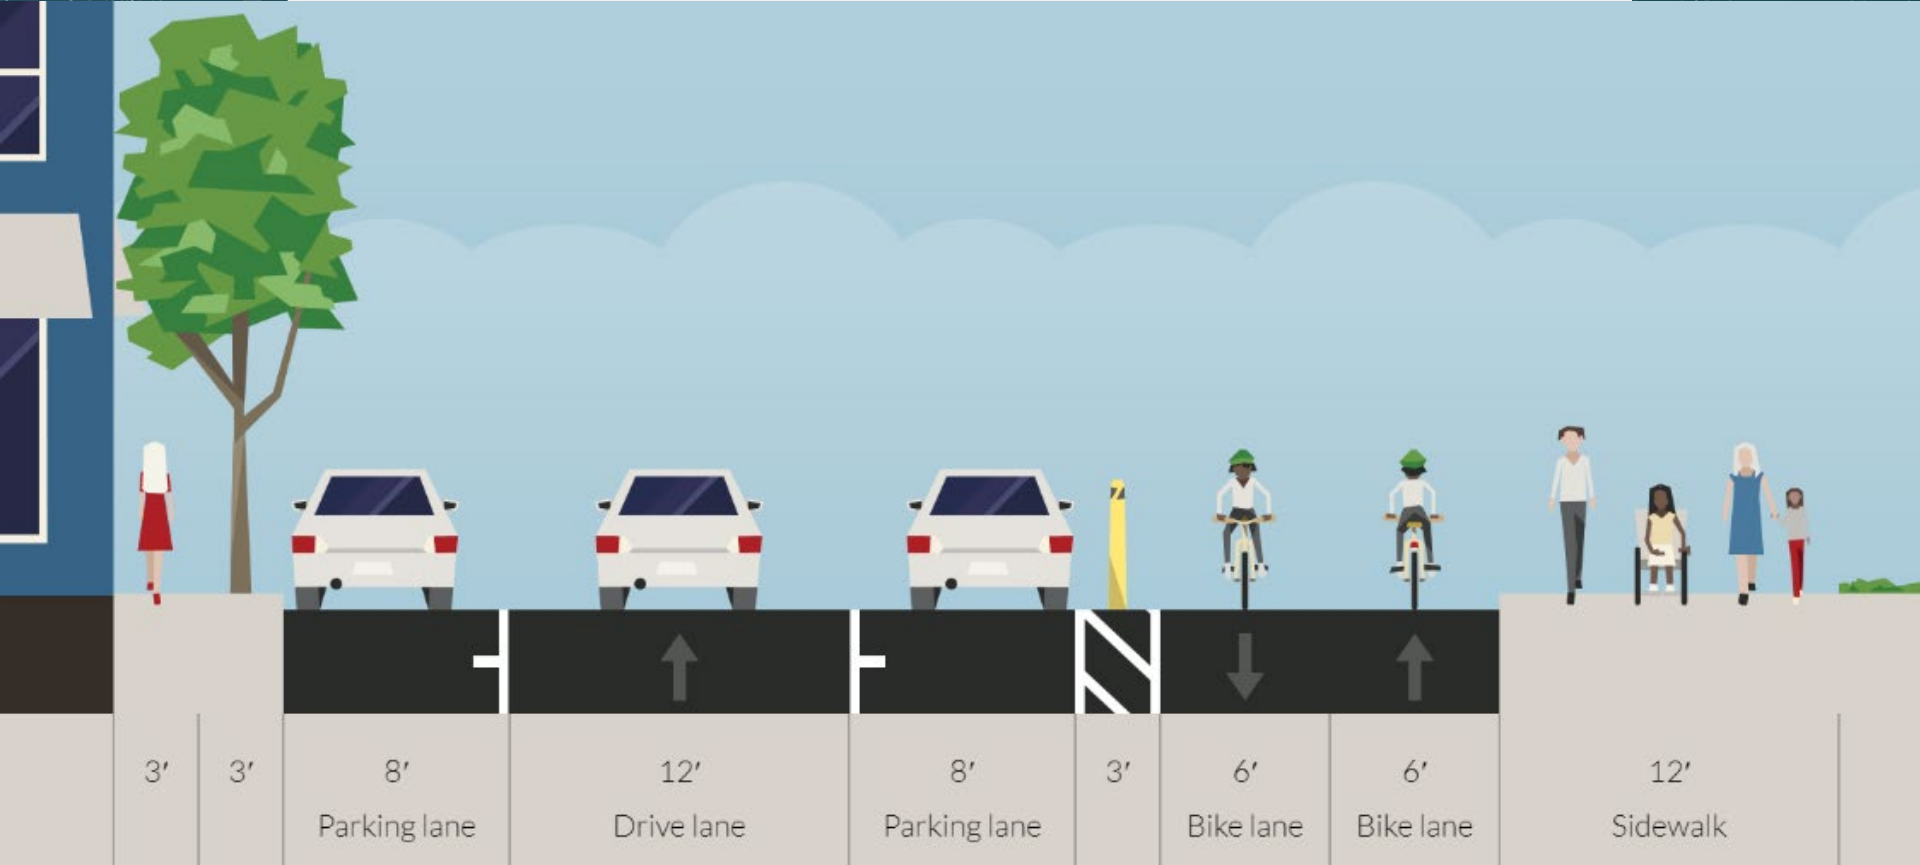 3′ 3′ 8′ 12′ 8′ 3′ 6′ 6′ 12′
Parking lane Drive lane Parking lane Bike lane Bike lane Sidewalk